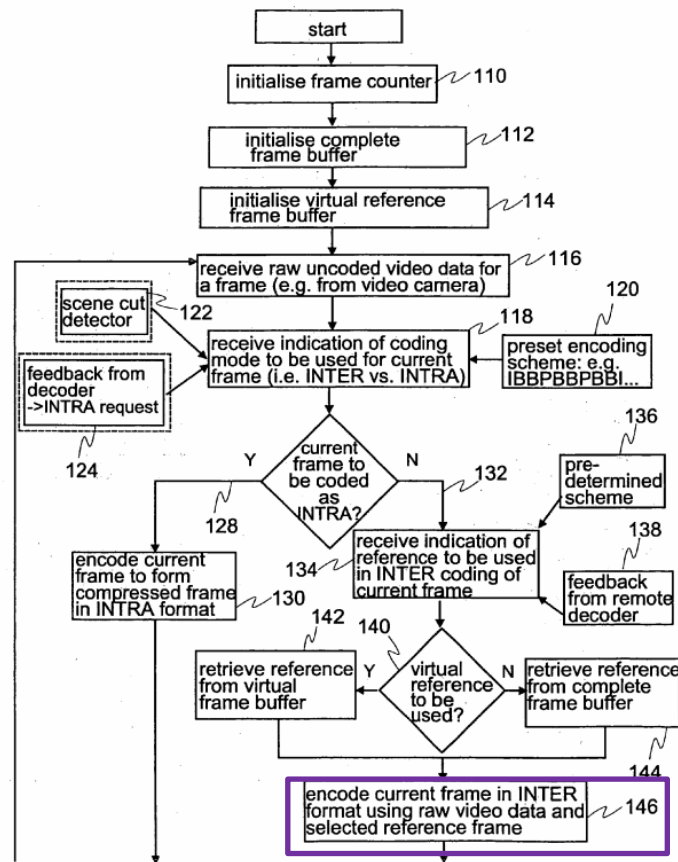 start
initialise frame counter
110
initialise complete
frame buffer
112
initialise virtual reference
frame buffer
114
receive raw uncoded video data for
a frame (e.g. from video camera)
116
scene cut
detector
122
118
receive indication of coding
mode to be used for current
frame (i.e. INTER vs. INTRA)
120
preset encoding
scheme: e.g.
IBBPBBPBBI...
feedback from
decoder
->INTRA request
124
current
frame to
be coded
as
INTRA?
Y
N
128
132
136
pre-
determined
scheme
encode current
frame to form
compressed frame
in INTRA format
130
134
receive indication of
reference to be used
in INTER coding of
current frame
138
feedback
from remote
decoder
142
140
retrieve reference
from virtual
frame buffer
Y
virtual
reference
to be
used?
N
retrieve reference
from complete
frame buffer
144
encode current frame in INTER
format using raw video data and
selected reference frame
146